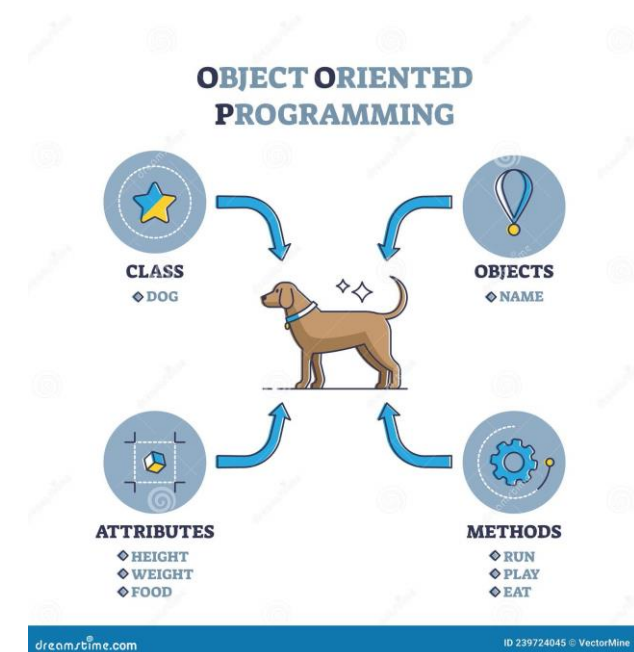 OBJECT ORIENTED
PROGRAMMING
CLASS
DOG
OBJECTS
NAME
ATTRIBUTES
HEIGHT
WEIGHT
FOOD
METHODS
RUN
PLAY
EAT
dreamstime.com
ID 239724045 © VectorMine